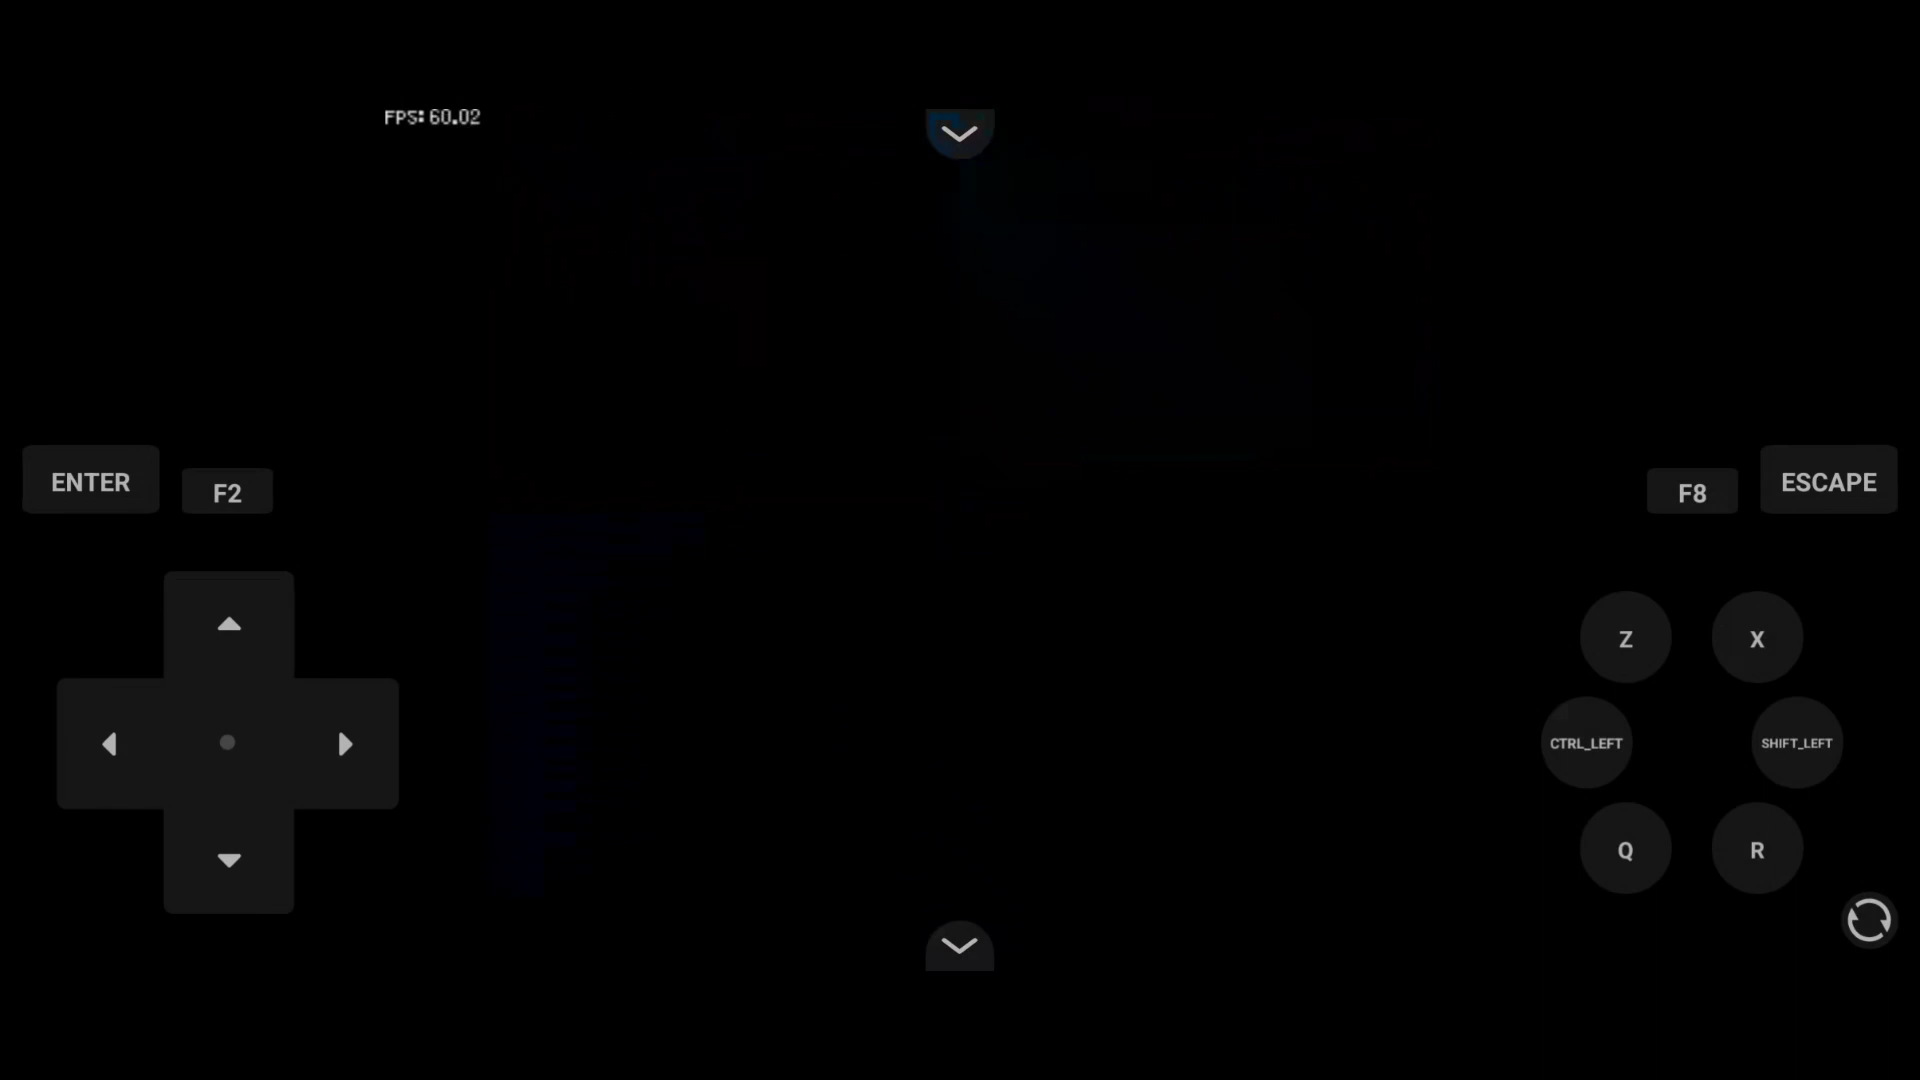 FPS: 60.02
ENTER
F2
F8
ESCAPE
Z
X
CTRL_LEFT
SHIFT_LEFT
Q
R